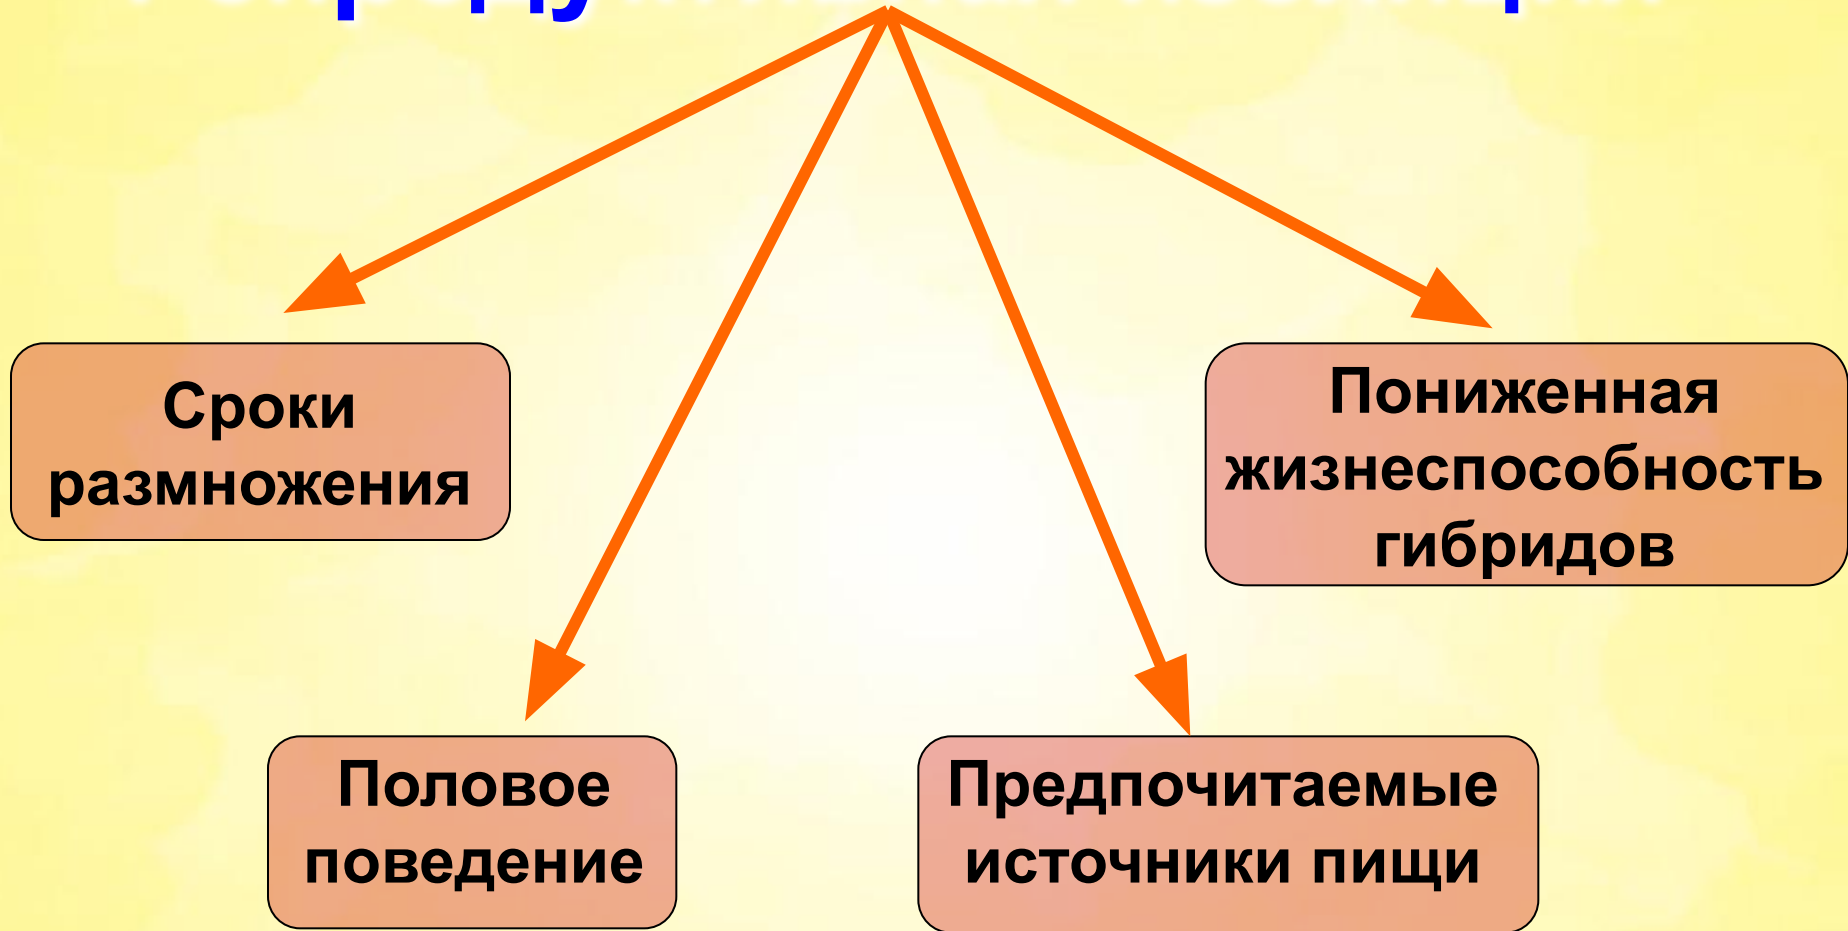 Сроки
размножения
Пониженная
жизнеспособность
гибридов
Половое
поведение
Предпочитаемые
источники пищи